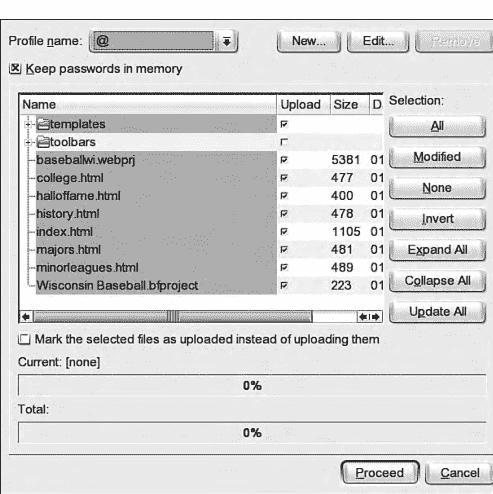 Profile name: @ New... Edit... Remove
Keep passwords in memory
Name Upload Size D Selection:
templates
All
toolbars
baseballwi.webprj 5381 01 Modified
college.html 477 01
halloffame.html 400 01 None
history.html 478 01
index.html 1105 01 Invert
majors.html 481 01 Expand All
minorleagues.html 489 01
Wisconsin Baseball.bfproject 223 01 Collapse All
Update All
Mark the selected files as uploaded instead of uploading them
Current: [none]
0%
Total:
0%
Proceed Cancel